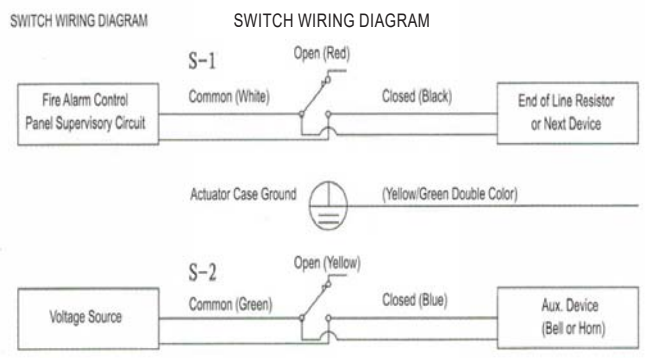 SWITCH WIRING DIAGRAM
SWITCH WIRING DIAGRAM
S-1
Open (Red)
Common (White)
Closed (Black)
Fire Alarm Control
Panel Supervisory Circuit
End of Line Resistor
or Next Device
Actuator Case Ground
(Yellow/Green Double Color)
S-2
Open (Yellow)
Common (Green)
Closed (Blue)
Voltage Source
Aux. Device
(Bell or Horn)